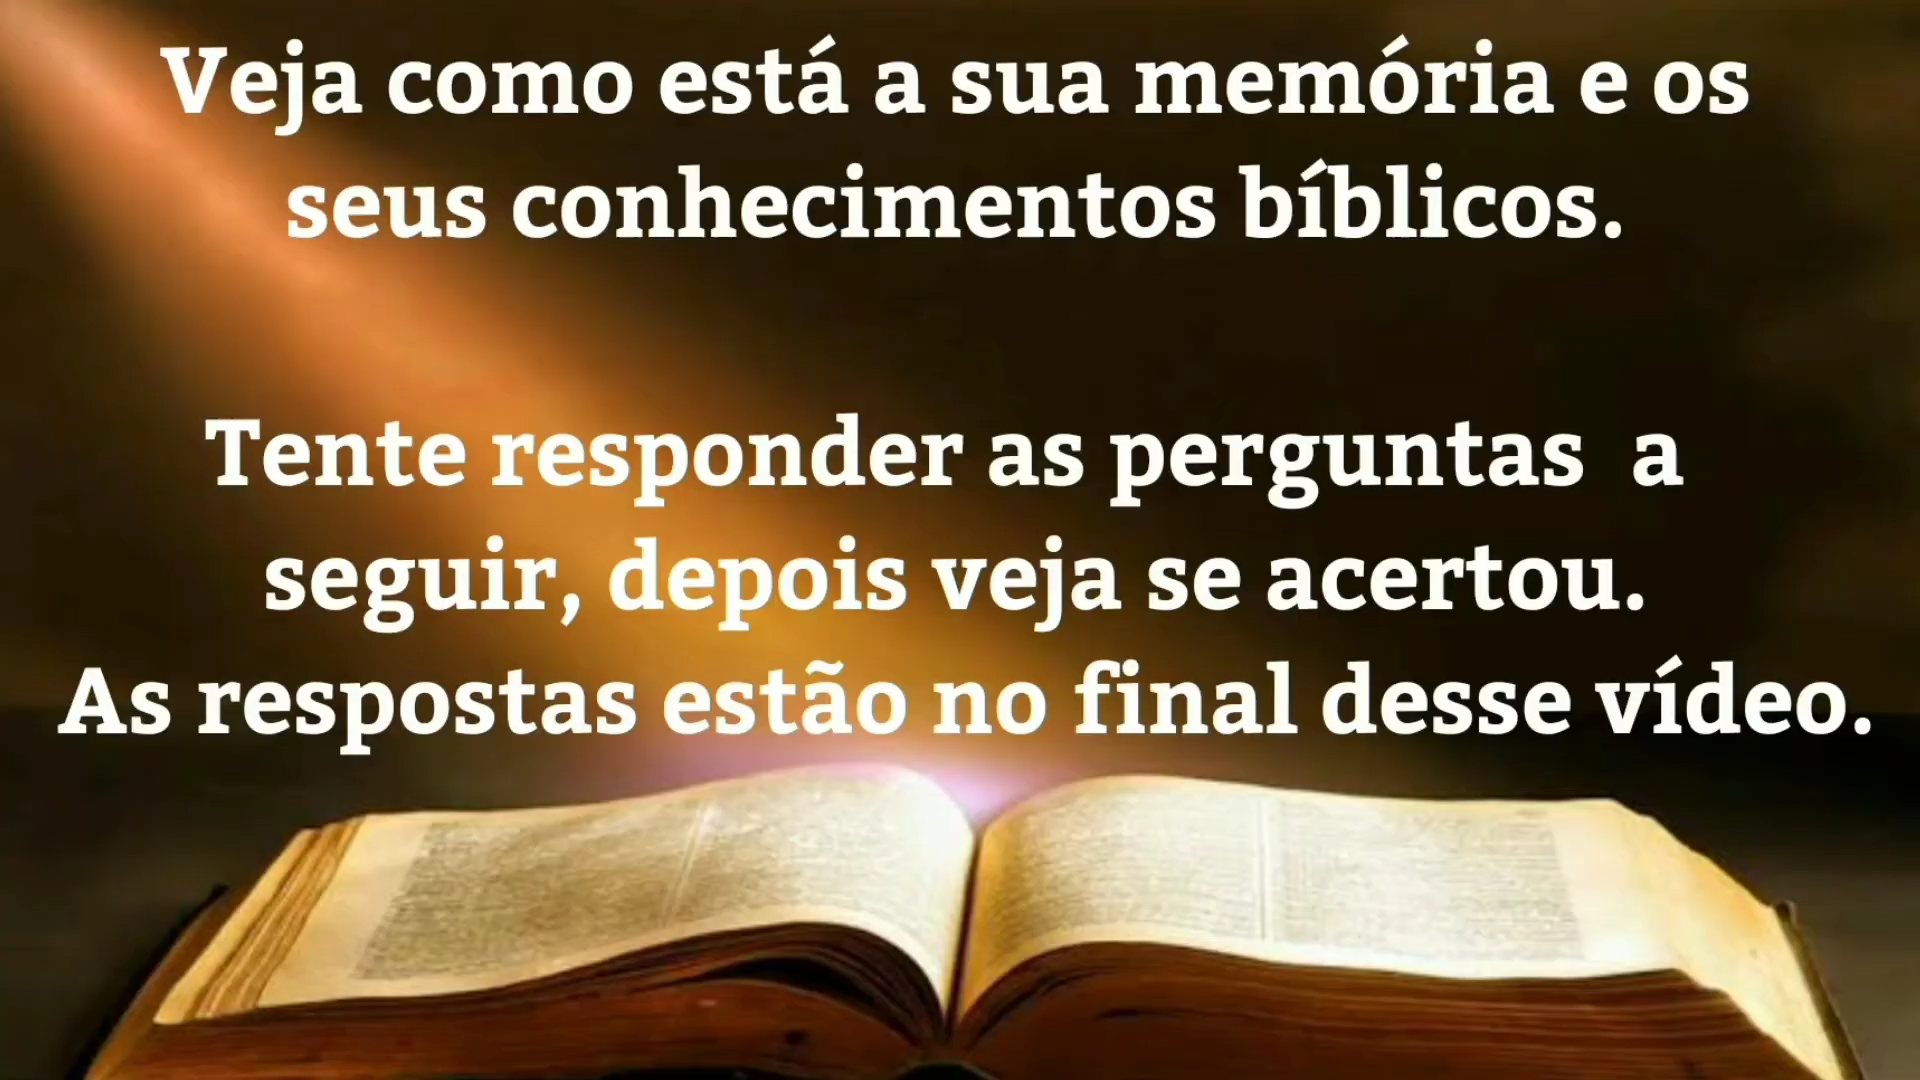 Veja como está a sua memória e os
seus conhecimentos bíblicos.
Tente responder as perguntas  a
seguir, depois veja se acertou.
As respostas estão no final desse vídeo.